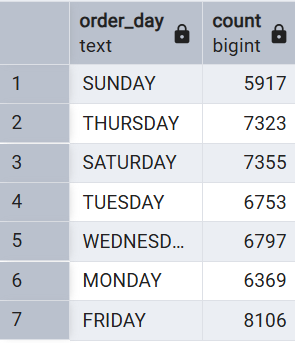 order_day count
text bigint
1 SUNDAY 5917
2 THURSDAY 7323
3 SATURDAY 7355
4 TUESDAY 6753
5 WEDNESD... 6797
6 MONDAY 6369
7 FRIDAY 8106